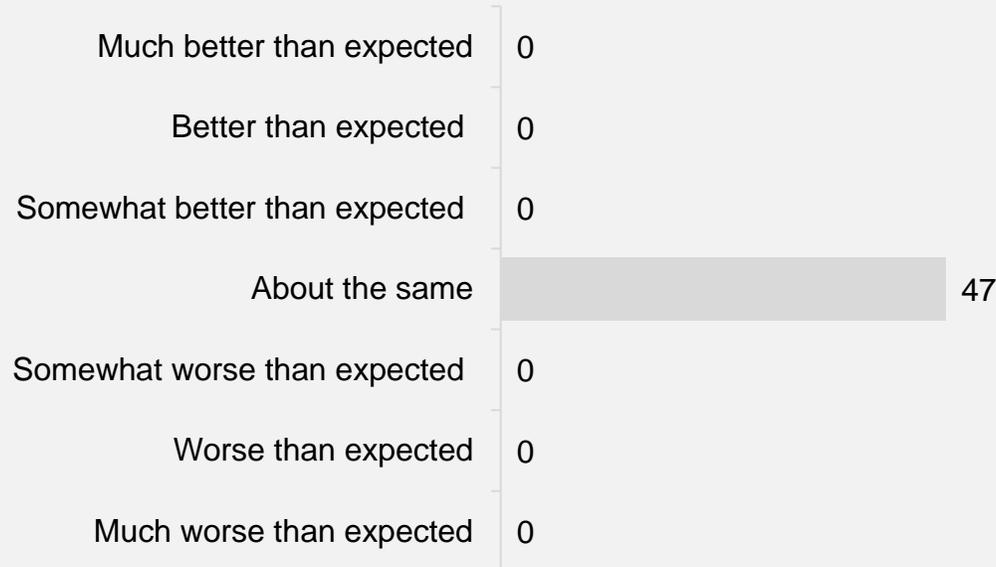 Much better than expected 0
Better than expected 0
Somewhat better than expected 0
About the same 47
Somewhat worse than expected 0
Worse than expected 0
Much worse than expected 0